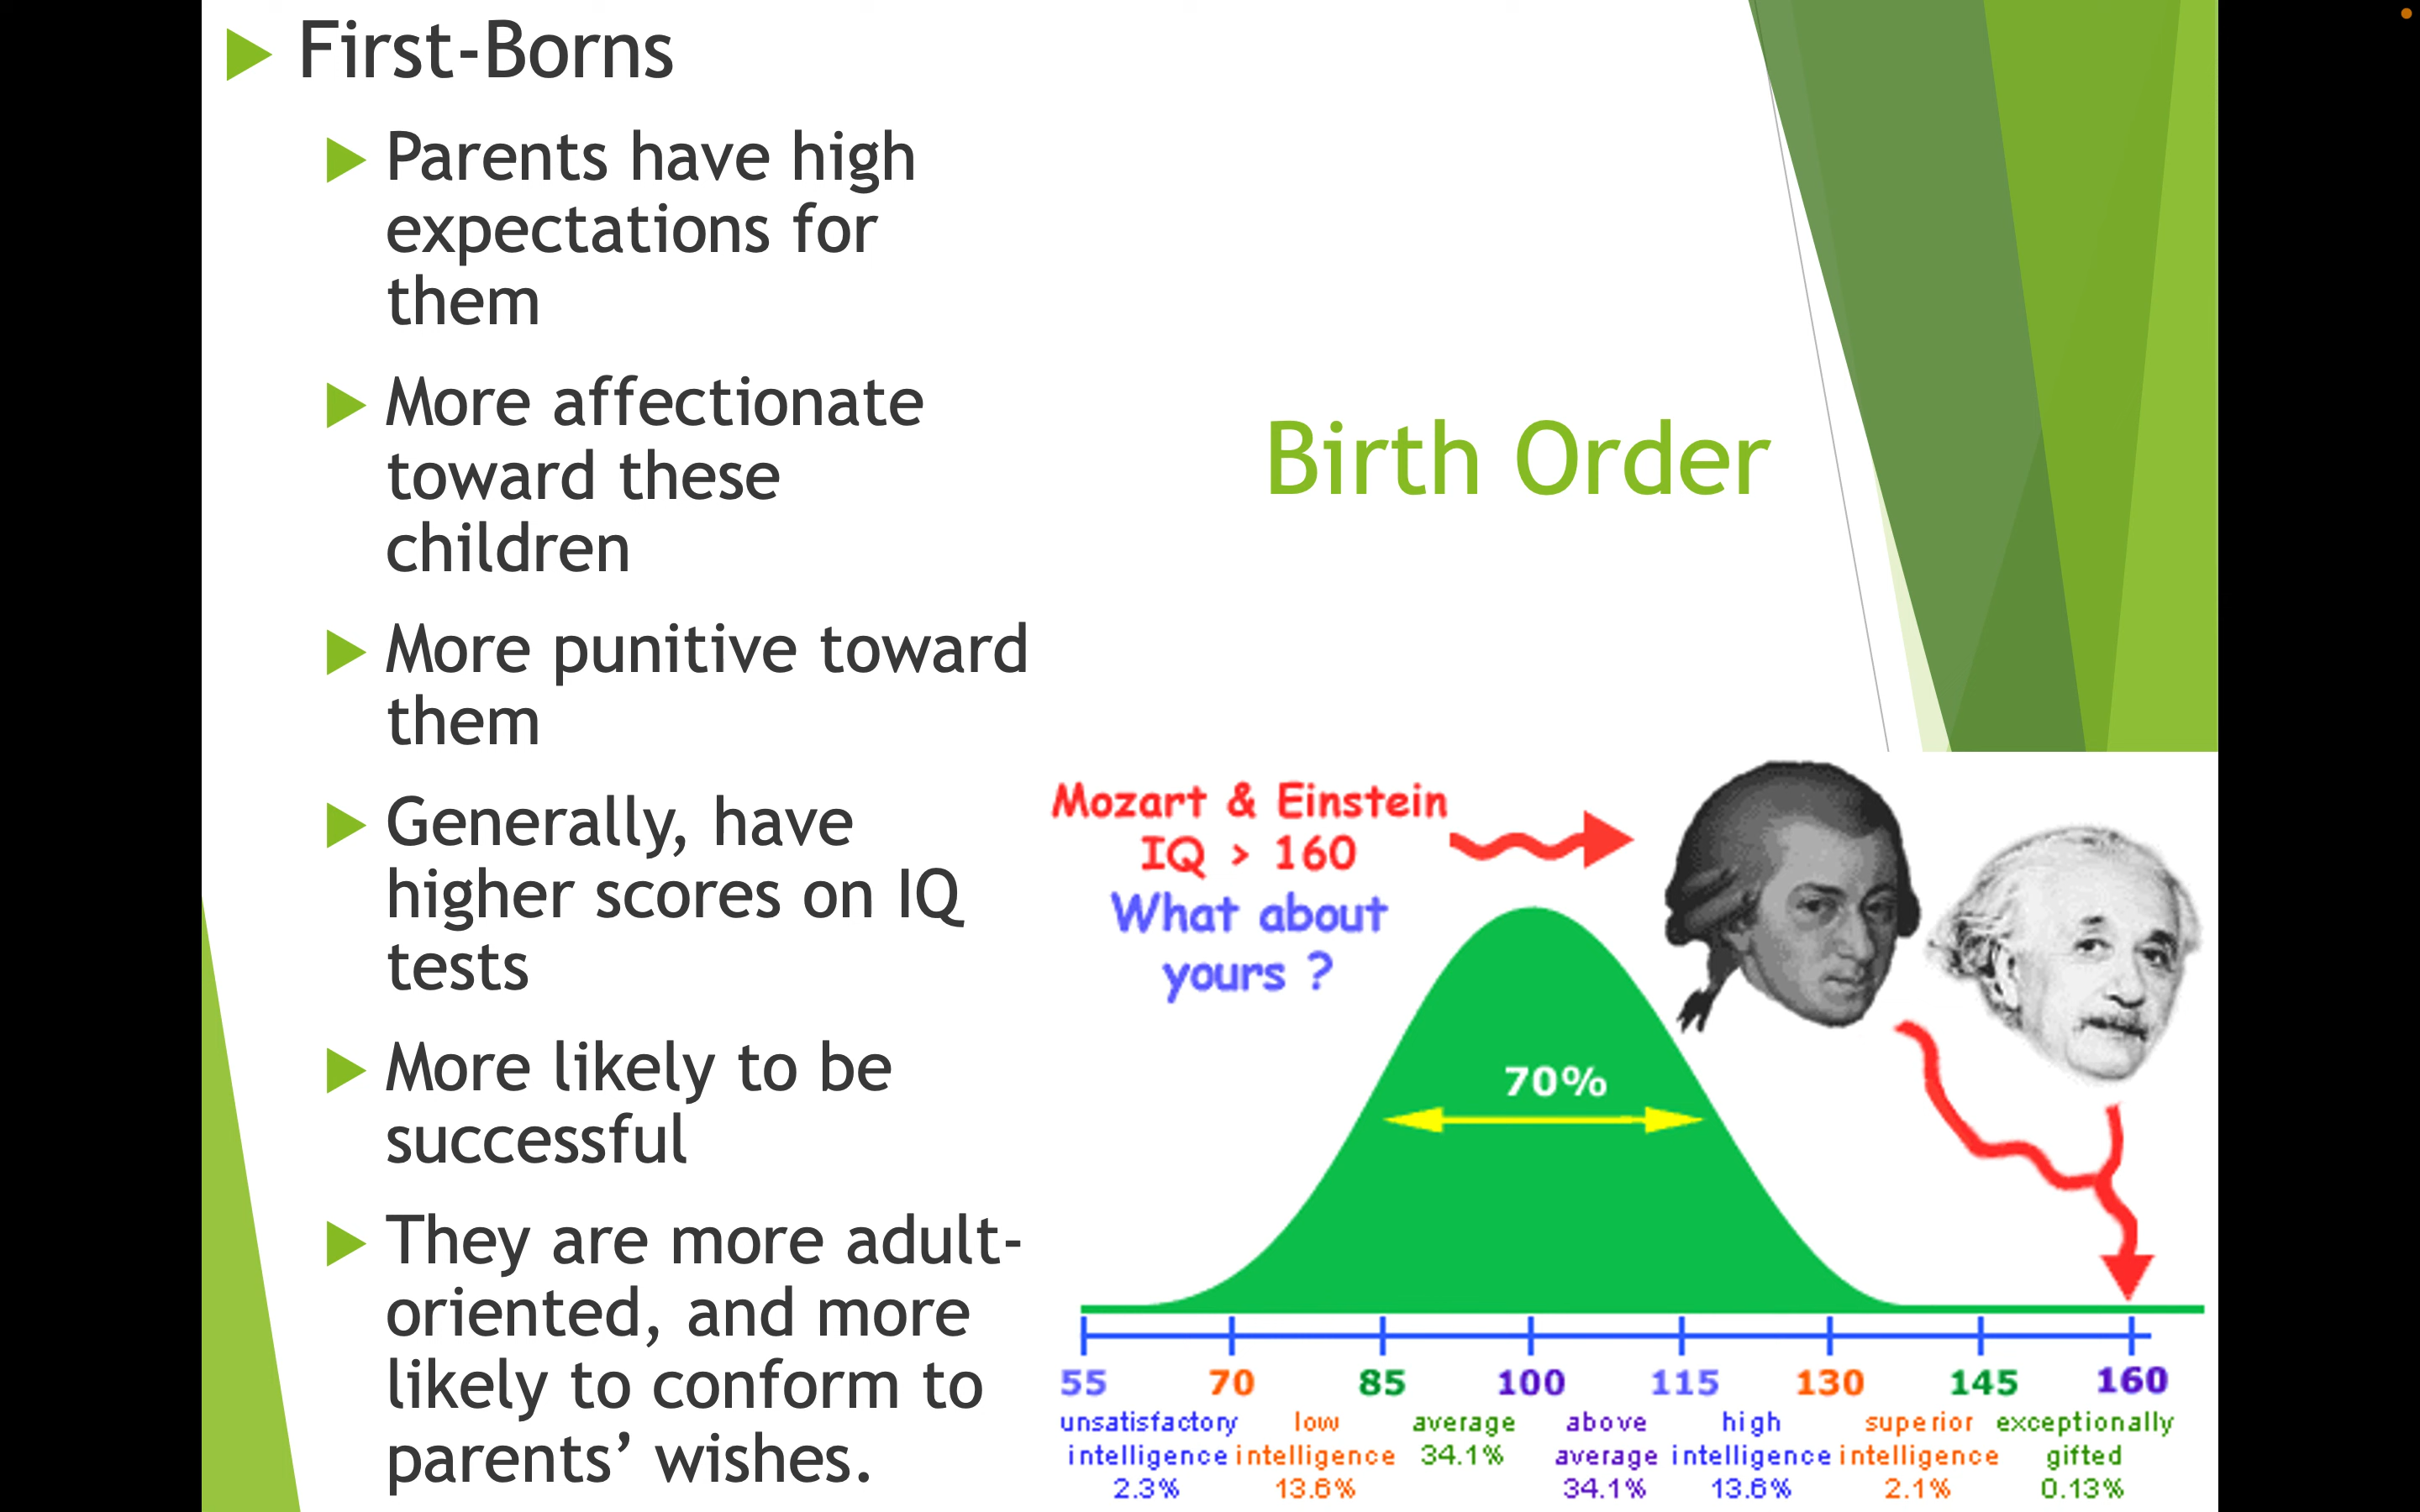 First-Borns
Parents have high
expectations for
them
More affectionate
toward these
children
More punitive toward
them
Generally, have
higher scores on IQ
tests
More likely to be
successful
They are more adult-
oriented, and more
likely to conform to
parents’ wishes.
Birth Order
Mozart & Einstein
IQ > 160
What about
yours ?
70%
55 70 85 100 115 130 145 160
unsatisfactory
intelligence
2.3%
low
intelligence
13.6%
average
34.1%
above
average
34.1%
high
intelligence
13.6%
superior
intelligence
2.1%
exceptionally
gifted
0.13%